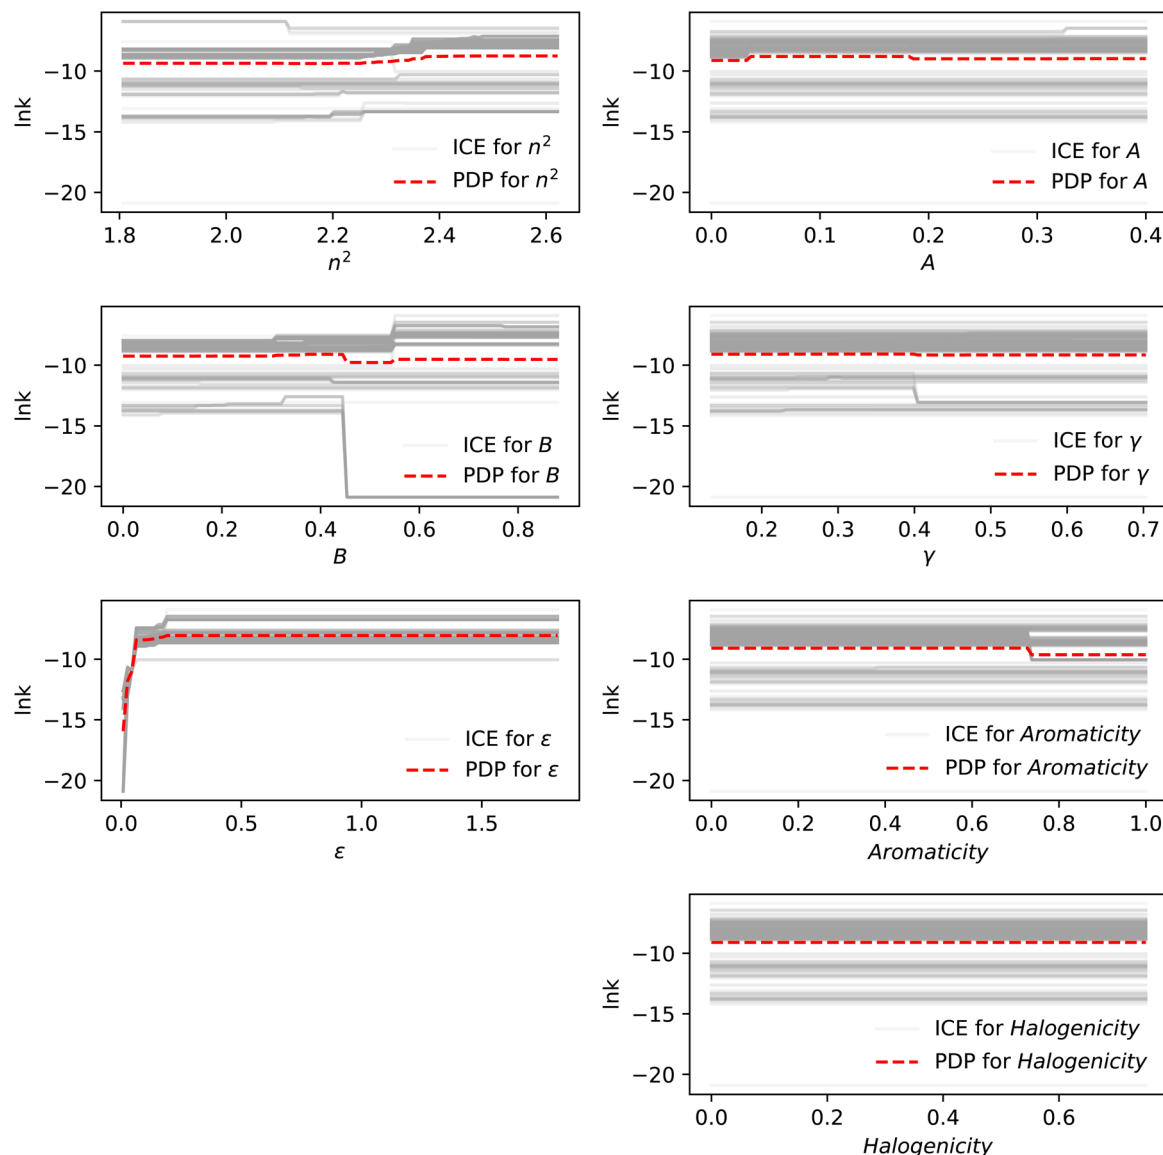 −10
−15
−20
lnk
ICE for n²
PDP for n²
1.8 2.0 2.2 2.4 2.6
n²
−10
−15
−20
lnk
ICE for A
PDP for A
0.0 0.1 0.2 0.3 0.4
A
−10
−15
−20
lnk
ICE for B
PDP for B
0.0 0.2 0.4 0.6 0.8
B
−10
−15
−20
lnk
ICE for γ
PDP for γ
0.2 0.3 0.4 0.5 0.6 0.7
γ
−10
−15
−20
lnk
ICE for ε
PDP for ε
0.0 0.5 1.0 1.5
ε
−10
−15
−20
lnk
ICE for Aromaticity
PDP for Aromaticity
0.0 0.2 0.4 0.6 0.8 1.0
Aromaticity
−10
−15
−20
lnk
ICE for Halogenicity
PDP for Halogenicity
0.0 0.2 0.4 0.6
Halogenicity